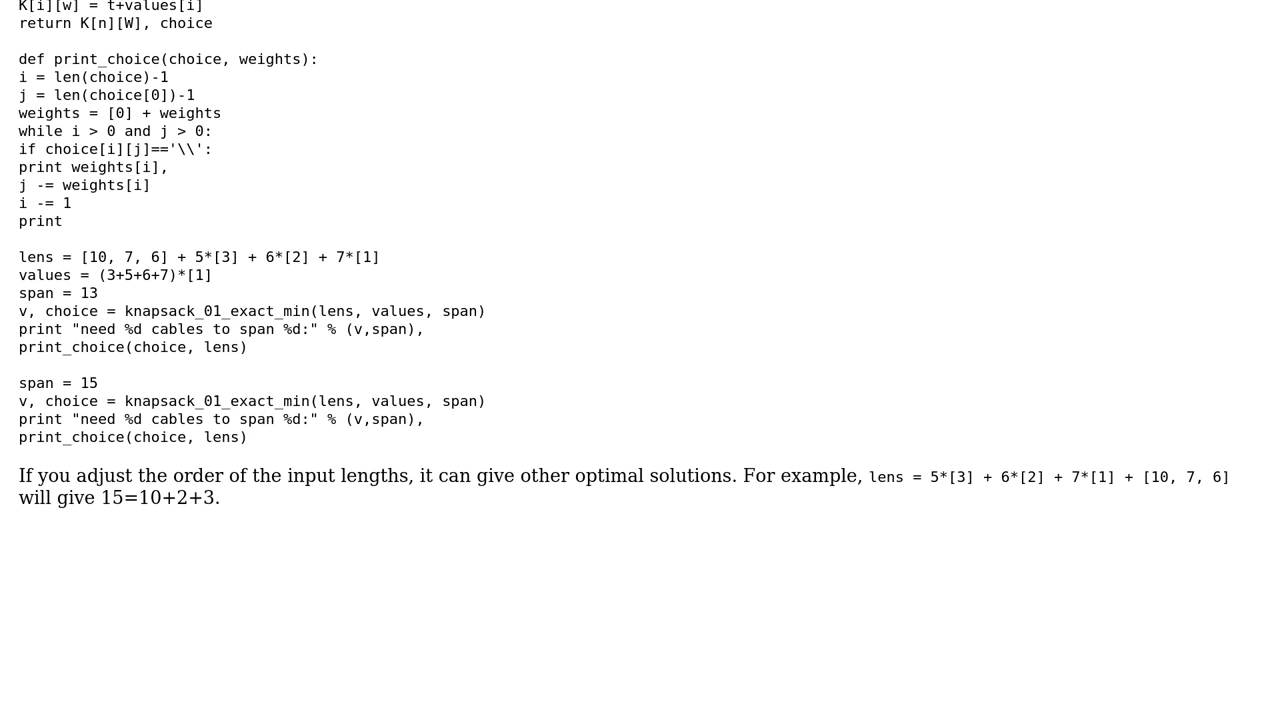 K[i][w] = t+values[i]
return K[n][W], choice

def print_choice(choice, weights):
i = len(choice)-1
j = len(choice[0])-1
weights = [0] + weights
while i > 0 and j > 0:
if choice[i][j]=='\\':
print weights[i],
j -= weights[i]
i -= 1
print

lens = [10, 7, 6] + 5*[3] + 6*[2] + 7*[1]
values = (3+5+6+7)*[1]
span = 13
v, choice = knapsack_01_exact_min(lens, values, span)
print "need %d cables to span %d:" % (v,span),
print_choice(choice, lens)

span = 15
v, choice = knapsack_01_exact_min(lens, values, span)
print "need %d cables to span %d:" % (v,span),
print_choice(choice, lens)

If you adjust the order of the input lengths, it can give other optimal solutions. For example, lens = 5*[3] + 6*[2] + 7*[1] + [10, 7, 6]
will give 15=10+2+3.